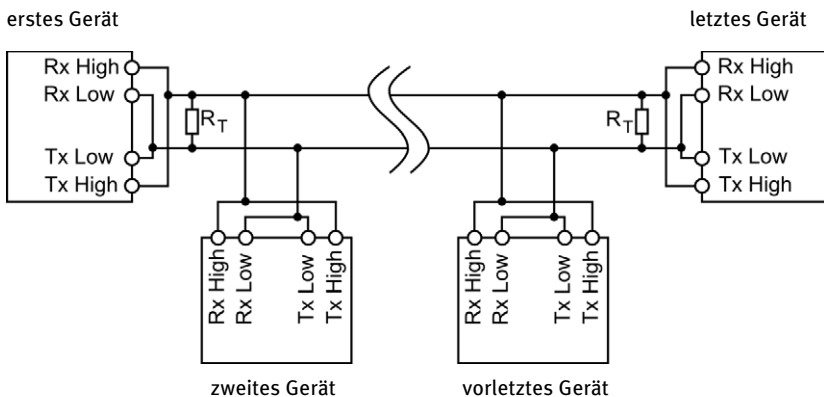 erstes Gerät
letztes Gerät
Rx High
Rx Low
Tx Low
Tx High
RT
RT
Rx High
Rx Low
Tx Low
Tx High
Rx High
Rx Low
Tx Low
Tx High
Rx High
Rx Low
Tx Low
Tx High
zweites Gerät
vorletztes Gerät